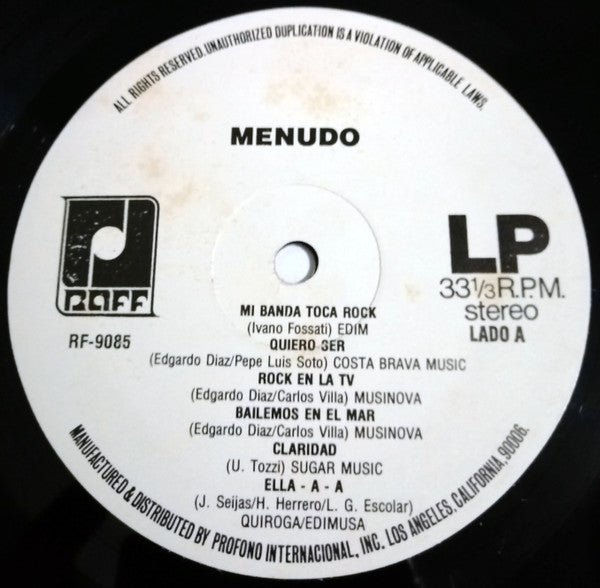 ALL RIGHTS RESERVED. UNAUTHORIZED DUPLICATION IS A VIOLATION OF APPLICABLE LAWS.
MENUDO
RAFF
RF-9085
LP
33 1/3 R.P.M.
stereo
LADO A
MI BANDA TOCA ROCK
(Ivano Fossati) EDIM
QUIERO SER
(Edgardo Diaz/Pepe Luis Soto) COSTA BRAVA MUSIC
ROCK EN LA TV
(Edgardo Diaz/Carlos Villa) MUSINOVA
BAILEMOS EN EL MAR
(Edgardo Diaz/Carlos Villa) MUSINOVA
CLARIDAD
(U. Tozzi) SUGAR MUSIC
ELLA - A - A
(J. Seijas/H. Herrero/L. G. Escolar)
QUIROGA/EDIMUSA
MANUFACTURED & DISTRIBUTED BY PROFONO INTERNACIONAL, INC. LOS ANGELES, CALIFORNIA, 90006.